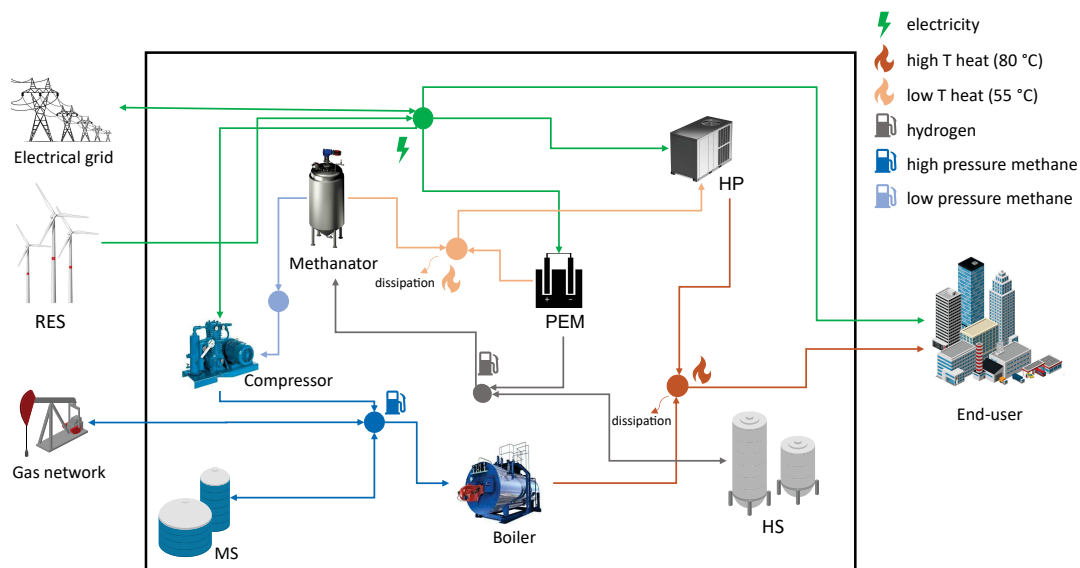 electricity
high T heat (80 °C)
low T heat (55 °C)
hydrogen
high pressure methane
low pressure methane
Electrical grid
HP
Methanator
dissipation
RES
PEM
Compressor
dissipation
End-user
Gas network
HS
Boiler
MS